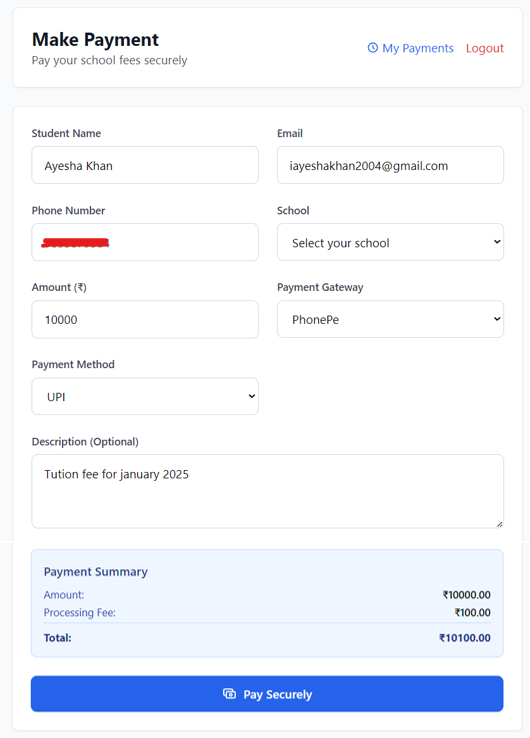 Make Payment
Pay your school fees securely
My Payments
Logout
Student Name
Email
Ayesha Khan
iayeshakhan2004@gmail.com
Phone Number
School
Select your school
Amount (₹)
Payment Gateway
10000
PhonePe
Payment Method
UPI
Description (Optional)
Tution fee for january 2025
Payment Summary
Amount: ₹10000.00
Processing Fee: ₹100.00
Total: ₹10100.00
Pay Securely